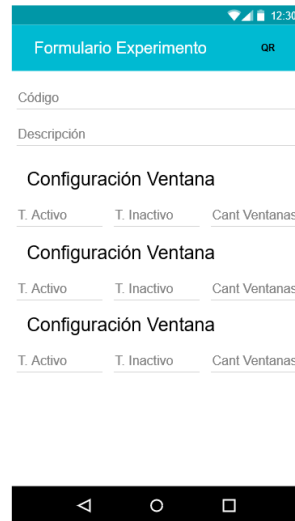 12:30
Formulario Experimento QR
Código
Descripción
Configuración Ventana
T. Activo T. Inactivo Cant Ventanas
Configuración Ventana
T. Activo T. Inactivo Cant Ventanas
Configuración Ventana
T. Activo T. Inactivo Cant Ventanas